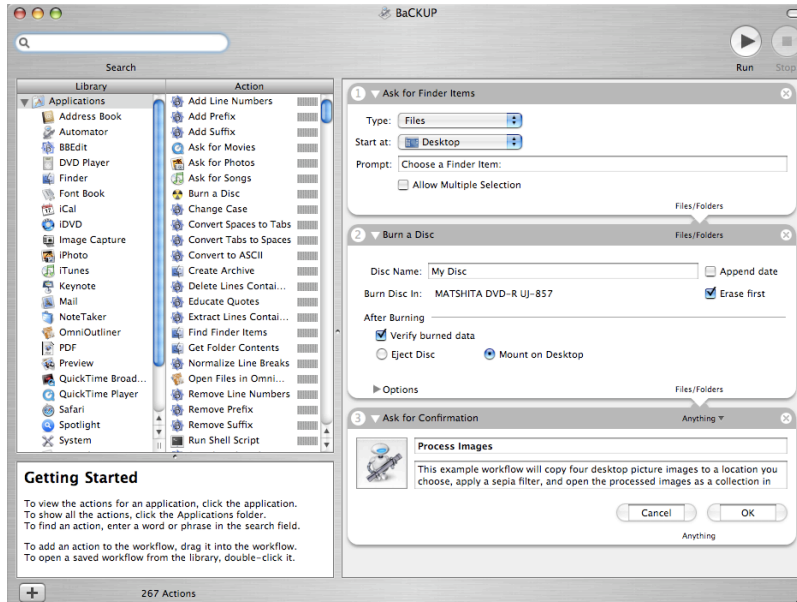 BaCKUP
Search
Run
Stop
Library
Action
Applications
Address Book
Automator
BBEdit
DVD Player
Finder
Font Book
iCal
iDVD
Image Capture
iPhoto
iTunes
Keynote
Mail
NoteTaker
OmniOutliner
PDF
Preview
QuickTime Broad...
QuickTime Player
Safari
Spotlight
System
Add Line Numbers
Add Prefix
Add Suffix
Ask for Movies
Ask for Photos
Ask for Songs
Burn a Disc
Change Case
Convert Spaces to Tabs
Convert Tabs to Spaces
Convert to ASCII
Create Archive
Delete Lines Contai...
Educate Quotes
Extract Lines Contai...
Find Finder Items
Get Folder Contents
Normalize Line Breaks
Open Files in Omni...
Remove Line Numbers
Remove Prefix
Remove Suffix
Run Shell Script
Getting Started
To view the actions for an application, click the application.
To show all the actions, click the Applications folder.
To find an action, enter a word or phrase in the search field.
To add an action to the workflow, drag it into the workflow.
To open a saved workflow from the library, double-click it.
267 Actions
1 Ask for Finder Items
Type: Files
Start at: Desktop
Prompt: Choose a Finder Item:
Allow Multiple Selection
Files/Folders
2 Burn a Disc Files/Folders
Disc Name: My Disc Append date
Burn Disc In: MATSHITA DVD-R UJ-857 Erase first
After Burning
Verify burned data
Eject Disc Mount on Desktop
Options Files/Folders
3 Ask for Confirmation Anything
Process Images
This example workflow will copy four desktop picture images to a location you
choose, apply a sepia filter, and open the processed images as a collection in
Cancel OK
Anything